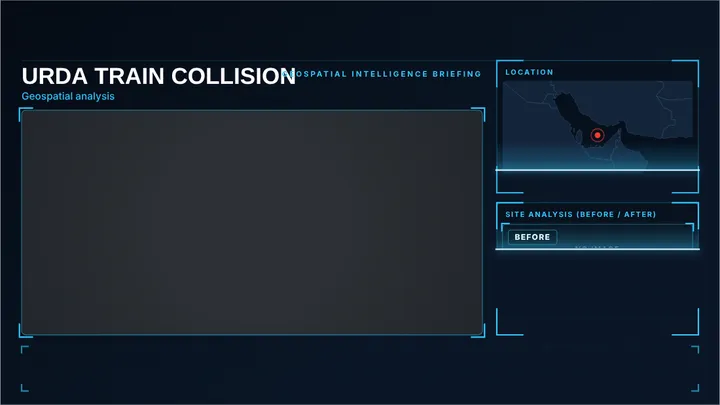 URDA TRAIN COLLISION
GEOSPATIAL INTELLIGENCE BRIEFING
Geospatial analysis
LOCATION
SITE ANALYSIS (BEFORE / AFTER)
BEFORE